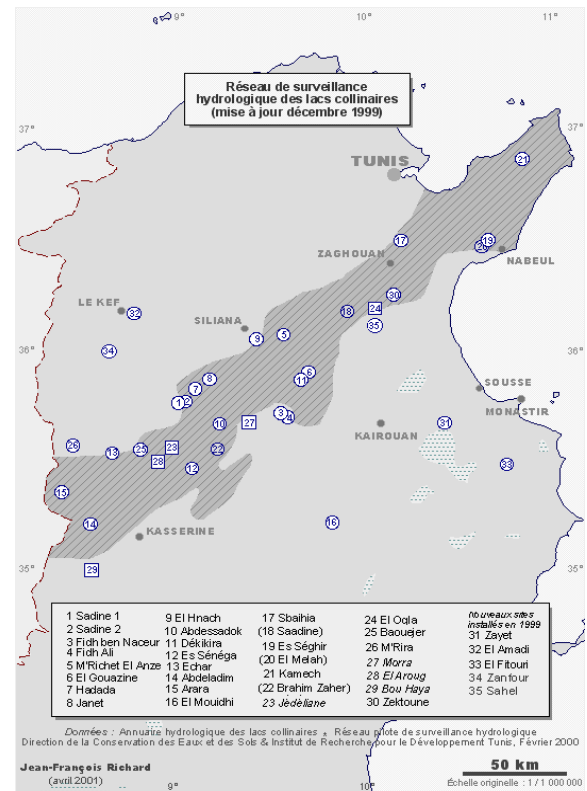 9°
10°
11°
Réseau de surveillance
hydrologique des lacs collinaires
(mise à jour décembre 1999)
37°
37°
TUNIS
21
17
19
20
ZAGHOUAN
NABEUL
30
LE KEF
32
18
24
SILIANA
35
5
9
34
36°
36°
6
8
11
7
SOUSSE
2
1
MONASTIR
3
4
10
27
KAIROUAN
31
26
23
25
22
13
28
33
12
15
16
14
KASSERINE
35°
35°
29
1 Sadine 1
2 Sadine 2
3 Fidh ben Naceur
4 Fidh Ali
5 M'Richet El Anze
6 El Gouazine
7 Hadada
8 Janet
9 El Hnach
10 Abdessadok
11 Dékikira
12 Es Sénéga
13 Echar
14 Abdeladim
15 Arara
16 El Mouidhi
17 Sbaihia
(18 Saadine)
19 Es Séghir
(20 El Melah)
21 Kamech
(22 Brahim Zaher)
23 Jédéliane
24 El Oqla
25 Baouejer
26 M'Rira
27 Morra
28 El Aroug
29 Bou Haya
30 Zektoune
Nouveaux sites
installés en 1999
31 Zayet
32 El Amadi
33 El Fitouri
34 Zanfour
35 Sahel
Données : Annuaire hydrologique des lacs collinaires * Réseau pilote de surveillance hydrologique
Direction de la Conservation des Eaux et des Sols & Institut de Recherche pour le Développement Tunis, Février 2000
Jean-François Richard
(avril 2001)
9°
10°
50 km
Échelle originelle : 1 / 1 000 000